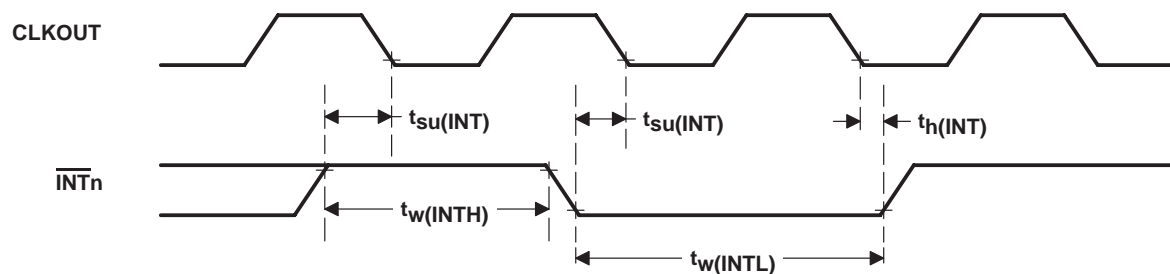 CLKOUT
tsu(INT)
tsu(INT)
th(INT)
INTn
tw(INTH)
tw(INTL)